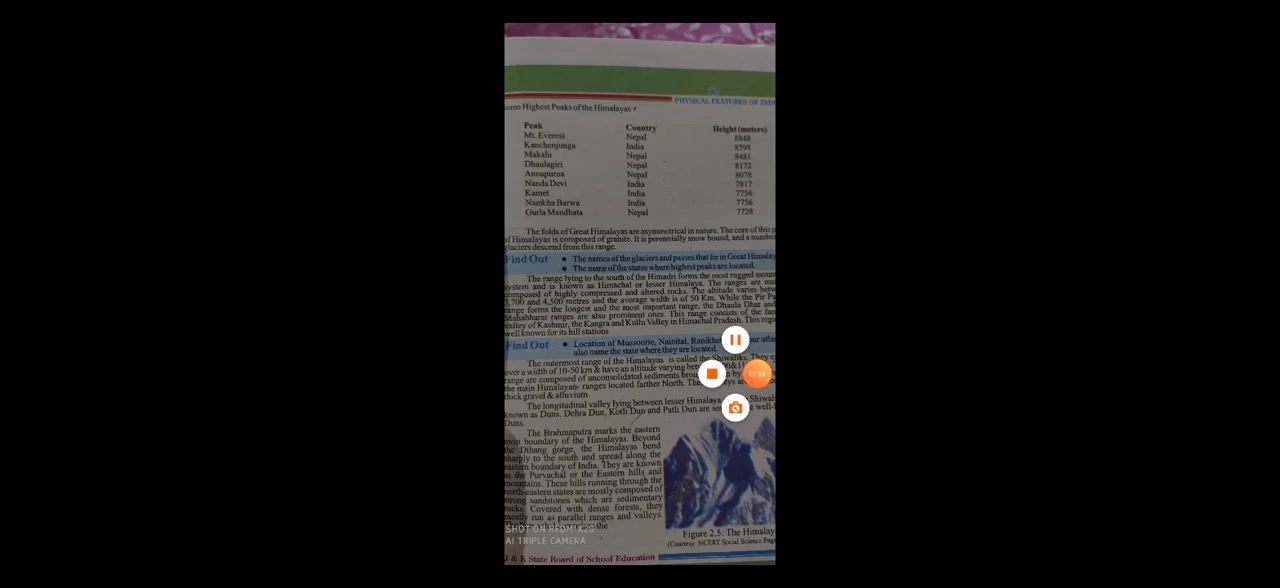 PHYSICAL FEATURES OF INDI
Some Highest Peaks of the Himalayas
Peak Country Height (meters)
Mt. Everest Nepal 8848
Kanchenjunga India 8598
Makalu Nepal 8481
Dhaulagiri Nepal 8172
Annapurna Nepal 8078
Nanda Devi India 7817
Kamet India 7756
Namkha Barwa India 7756
Gurla Mandhata Nepal 7728
The folds of Great Himalayas are asymmetrical in nature. The core of this p
of Himalayas is composed of granite. It is perennially snow bound, and a number
glaciers descend from this range.
Find Out • The names of the glaciers and passes that lie in Great Himalay
• The name of the states where highest peaks are located.
The range lying to the south of the Himadri forms the most rugged moun
system and is known as Himachal or lesser Himalaya. The ranges are ma
composed of highly compressed and altered rocks. The altitude varies betw
3,700 and 4,500 metres and the average width is of 50 Km. While the Pir Pa
range forms the longest and the most important range, the Dhaula Dhar and
Mahabharat ranges are also prominent ones. This range consists of the fam
valley of Kashmir, the Kangra and Kullu Valley in Himachal Pradesh. This regi
well known for its hill stations
Find Out • Location of Mussoorie, Nainital, Ranikhe our atlas
also name the state where they are located.
The outermost range of the Himalayas is called the Shiwaliks. They e
over a width of 10-50 km & have an altitude varying
range are composed of unconsolidated sediments brou by
the main Himalayan- ranges located farther North. The eys are
thick gravel & alluvium.
The longitudinal valley lying between lesser Himalaya Shiwal
known as Duns. Dehra Dun, Kotli Dun and Patli Dun are so well-
Duns.
The Brahmaputra marks the eastern
most boundary of the Himalayas. Beyond
the Dihang gorge, the Himalayas bend
sharply to the south and spread along the
eastern boundary of India. They are known
as the Purvachal or the Eastern hills and
mountains. These hills running through the
north-eastern states are mostly composed of
strong sandstones which are sedimentary
rocks. Covered with dense forests, they
mostly run as parallel ranges and valleys.
the
Figure 2.5: The Himalay
(Courtesy: NCERT Social Science Pag
J & K State Board of School Education
SHOT ON REDMI K20
AI TRIPLE CAMERA
07:59